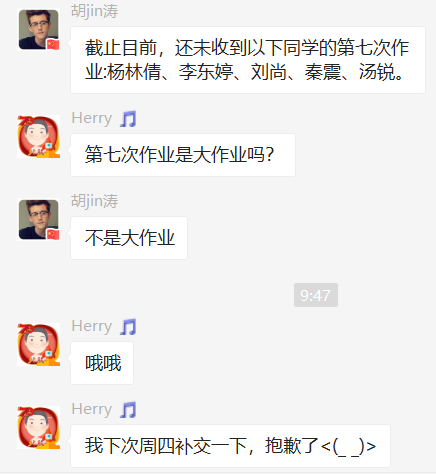 胡jin涛
截止目前，还未收到以下同学的第七次作
业:杨林倩、李东婷、刘尚、秦震、汤锐。
Herry 🎵
第七次作业是大作业吗？
胡jin涛
不是大作业
9:47
Herry 🎵
哦哦
Herry 🎵
我下次周四补交一下，抱歉了<(_ _)>